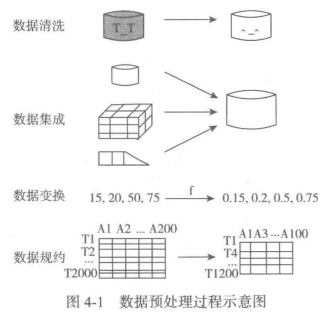 数据清洗
T_T
^_^
数据集成
数据变换
15, 20, 50, 75
f
0.15, 0.2, 0.5, 0.75
数据规约
A1 A2 ... A200
T1
T2
...
T2000
A1A3 ...A100
T1
T4
...
T1200
图 4-1 数据预处理过程示意图